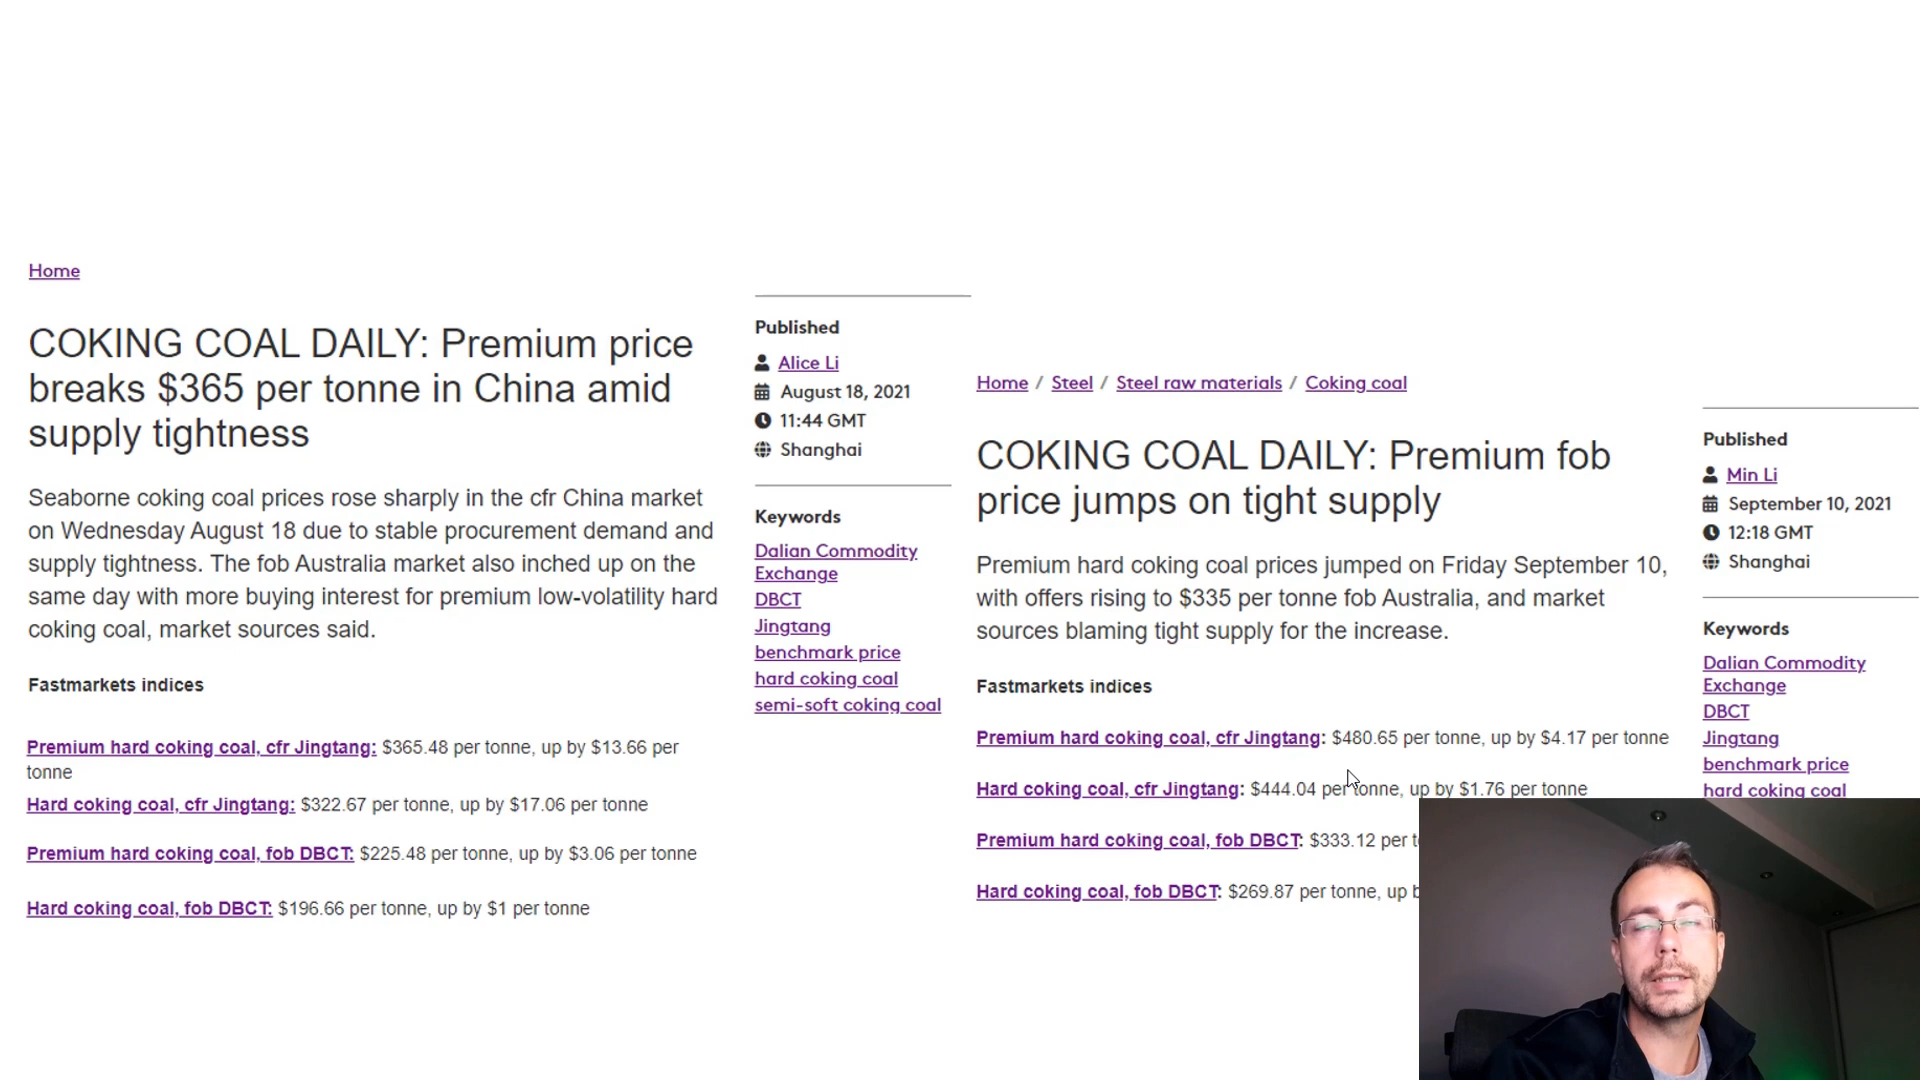 Home
COKING COAL DAILY: Premium price
breaks $365 per tonne in China amid
supply tightness
Seaborne coking coal prices rose sharply in the cfr China market
on Wednesday August 18 due to stable procurement demand and
supply tightness. The fob Australia market also inched up on the
same day with more buying interest for premium low-volatility hard
coking coal, market sources said.
Fastmarkets indices
Premium hard coking coal, cfr Jingtang: $365.48 per tonne, up by $13.66 per
tonne
Hard coking coal, cfr Jingtang: $322.67 per tonne, up by $17.06 per tonne
Premium hard coking coal, fob DBCT: $225.48 per tonne, up by $3.06 per tonne
Hard coking coal, fob DBCT: $196.66 per tonne, up by $1 per tonne
Published
Alice Li
August 18, 2021
11:44 GMT
Shanghai
Keywords
Dalian Commodity
Exchange
DBCT
Jingtang
benchmark price
hard coking coal
semi-soft coking coal
Home / Steel / Steel raw materials / Coking coal
COKING COAL DAILY: Premium fob
price jumps on tight supply
Premium hard coking coal prices jumped on Friday September 10,
with offers rising to $335 per tonne fob Australia, and market
sources blaming tight supply for the increase.
Fastmarkets indices
Premium hard coking coal, cfr Jingtang: $480.65 per tonne, up by $4.17 per tonne
Hard coking coal, cfr Jingtang: $444.04 per tonne, up by $1.76 per tonne
Premium hard coking coal, fob DBCT: $333.12 per
Hard coking coal, fob DBCT: $269.87 per tonne, up
Published
Min Li
September 10, 2021
12:18 GMT
Shanghai
Keywords
Dalian Commodity
Exchange
DBCT
Jingtang
benchmark price
hard coking coal